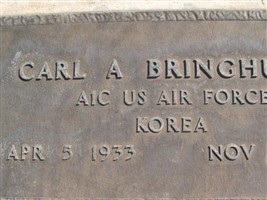 CARL A BRINGHU
A1C US AIR FORCE
KOREA
APR 5 1933 NOV